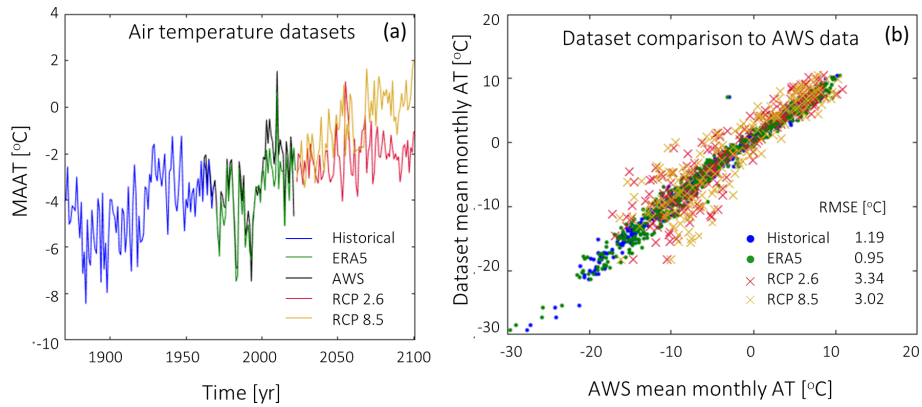 Air temperature datasets (a)
4
2
0
-2
-4
-6
-8
-10
MAAT [°C]
Historical
ERA5
AWS
RCP 2.6
RCP 8.5
1900 1950 2000 2050 2100
Time [yr]
Dataset comparison to AWS data (b)
20
10
0
-10
-20
-30
Dataset mean monthly AT [°C]
RMSE [°C]
Historical 1.19
ERA5 0.95
RCP 2.6 3.34
RCP 8.5 3.02
-30 -20 -10 0 10 20
AWS mean monthly AT [°C]